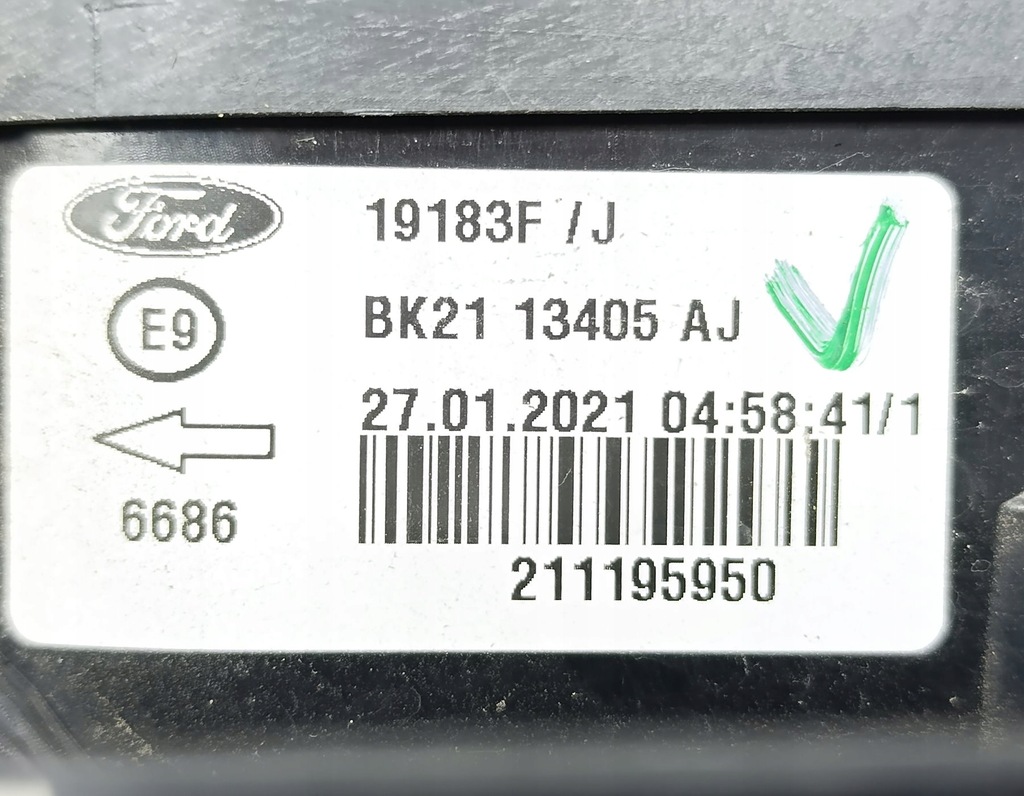 Ford
19183F /J
E9
BK21 13405 AJ
27.01.2021 04:58:41/1
6686
211195950